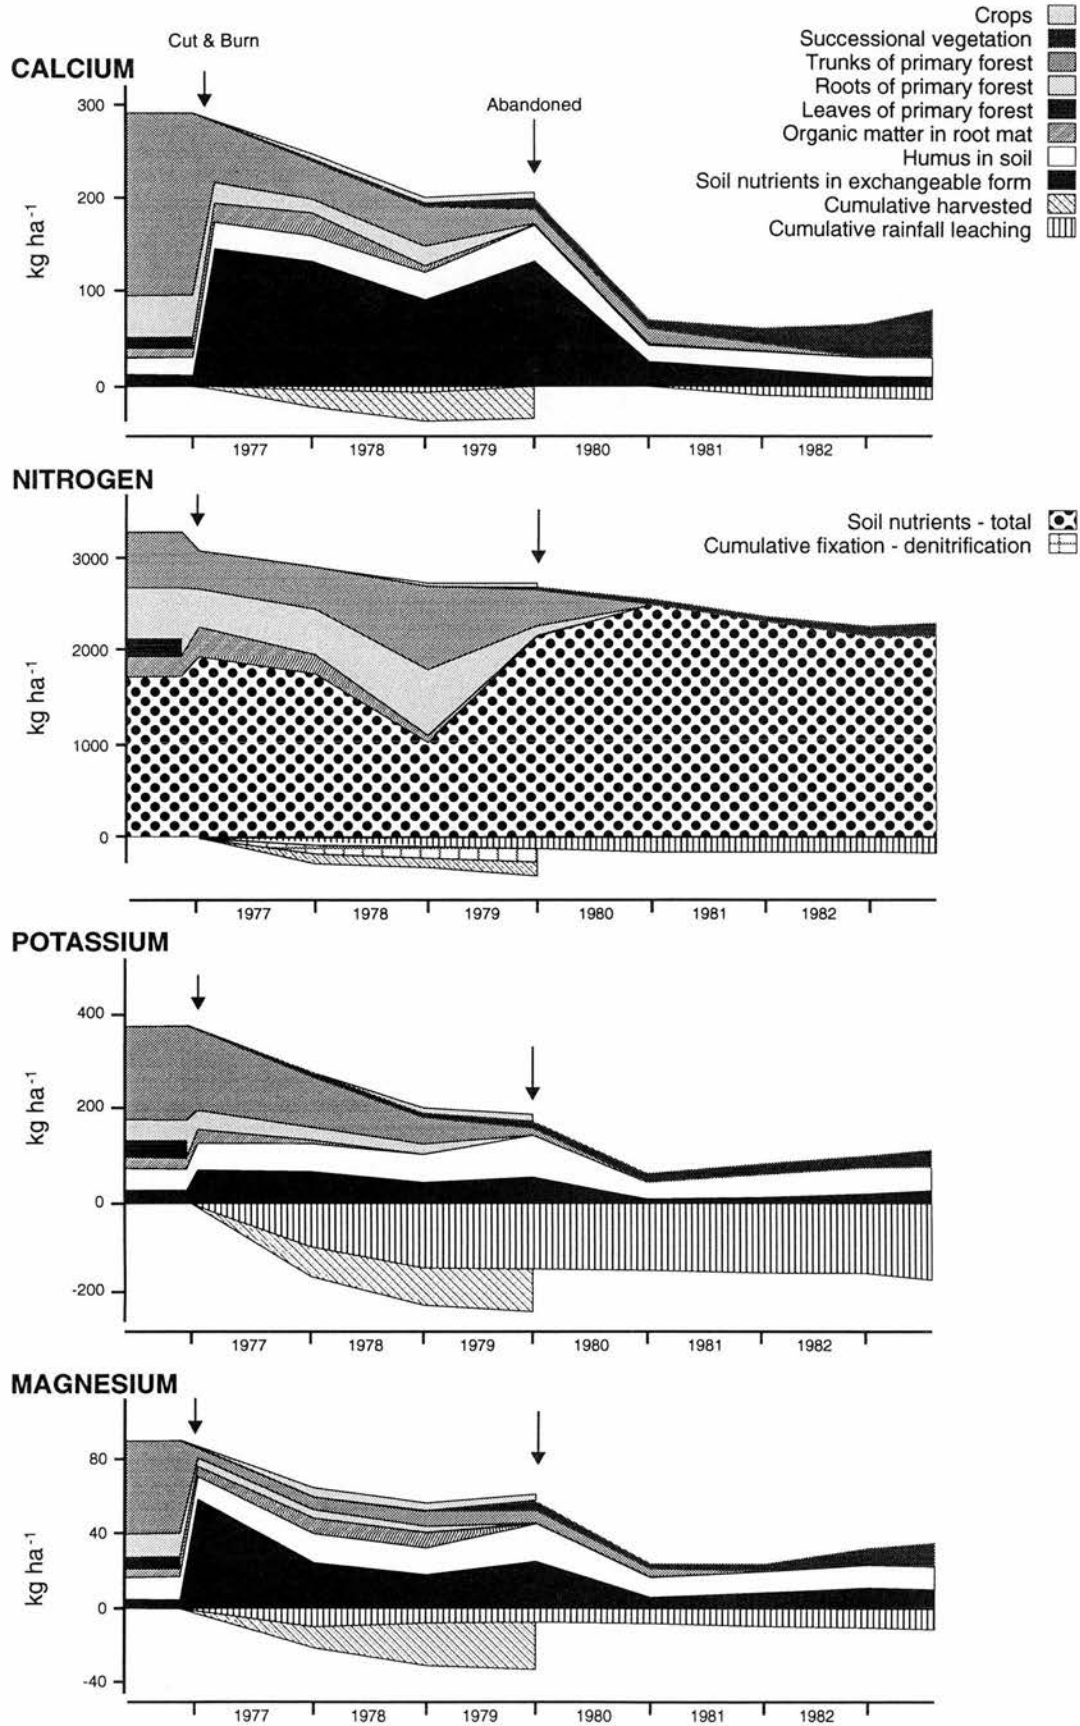 Cut & Burn
Crops
Successional vegetation
Trunks of primary forest
Roots of primary forest
Leaves of primary forest
Organic matter in root mat
Humus in soil
Soil nutrients in exchangeable form
Cumulative harvested
Cumulative rainfall leaching
CALCIUM
Abandoned
300
200
100
0
kg ha-1
1977 1978 1979 1980 1981 1982
NITROGEN
Soil nutrients - total
Cumulative fixation - denitrification
3000
2000
1000
0
kg ha-1
1977 1978 1979 1980 1981 1982
POTASSIUM
400
200
0
-200
kg ha-1
1977 1978 1979 1980 1981 1982
MAGNESIUM
80
40
0
-40
kg ha-1
1977 1978 1979 1980 1981 1982